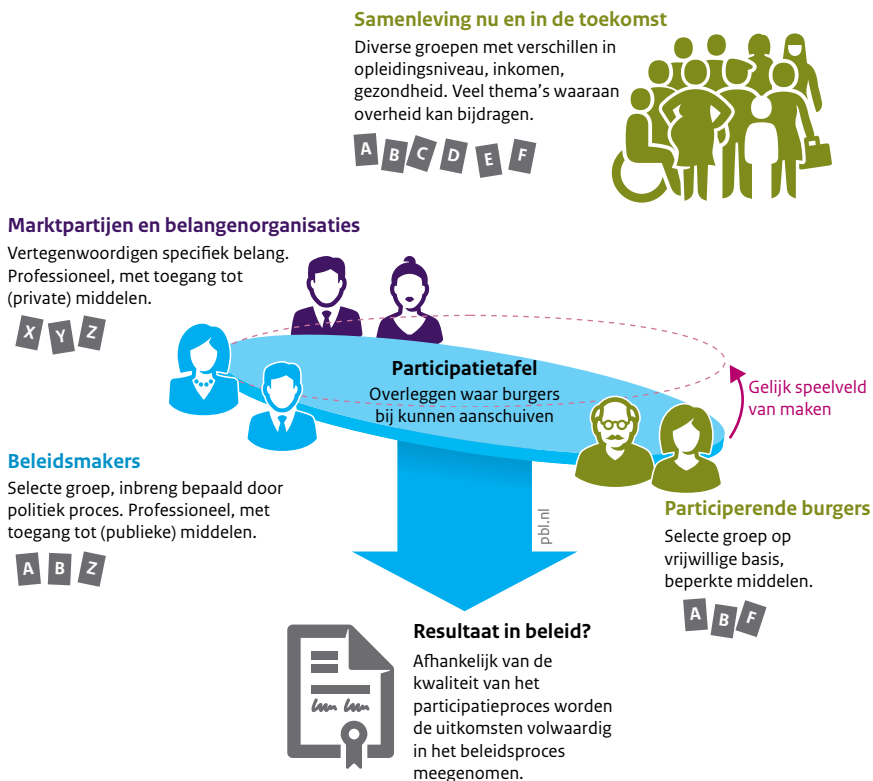 Samenleving nu en in de toekomst
Diverse groepen met verschillen in
opleidingsniveau, inkomen,
gezondheid. Veel thema's waaraan
overheid kan bijdragen.
A B C D E F
Marktpartijen en belangenorganisaties
Vertegenwoordigen specifiek belang.
Professioneel, met toegang tot
(private) middelen.
X Y Z
Participatietafel
Overleggen waar burgers
bij kunnen aanschuiven
Gelijk speelveld
van maken
Beleidsmakers
Selecte groep, inbreng bepaald door
politiek proces. Professioneel, met
toegang tot (publieke) middelen.
A B Z
Participerende burgers
Selecte groep op
vrijwillige basis,
beperkte middelen.
A B F
pbl.nl
Resultaat in beleid?
Afhankelijk van de
kwaliteit van het
participatieproces worden
de uitkomsten volwaardig
in het beleidsproces
meegenomen.